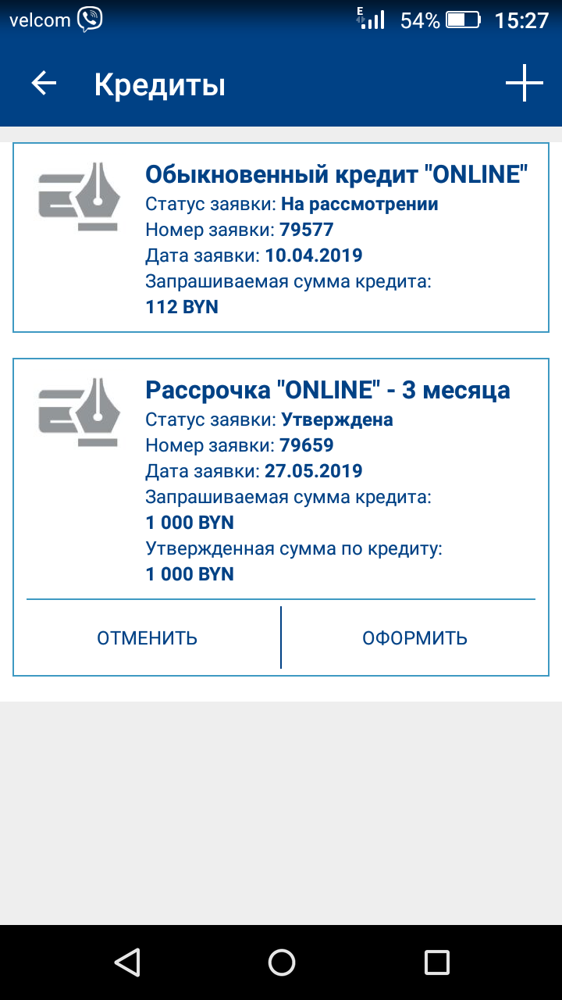 velcom E 54% 15:27
Кредиты
Обыкновенный кредит "ONLINE"
Статус заявки: На рассмотрении
Номер заявки: 79577
Дата заявки: 10.04.2019
Запрашиваемая сумма кредита:
112 BYN
Рассрочка "ONLINE" - 3 месяца
Статус заявки: Утверждена
Номер заявки: 79659
Дата заявки: 27.05.2019
Запрашиваемая сумма кредита:
1 000 BYN
Утвержденная сумма по кредиту:
1 000 BYN
ОТМЕНИТЬ ОФОРМИТЬ